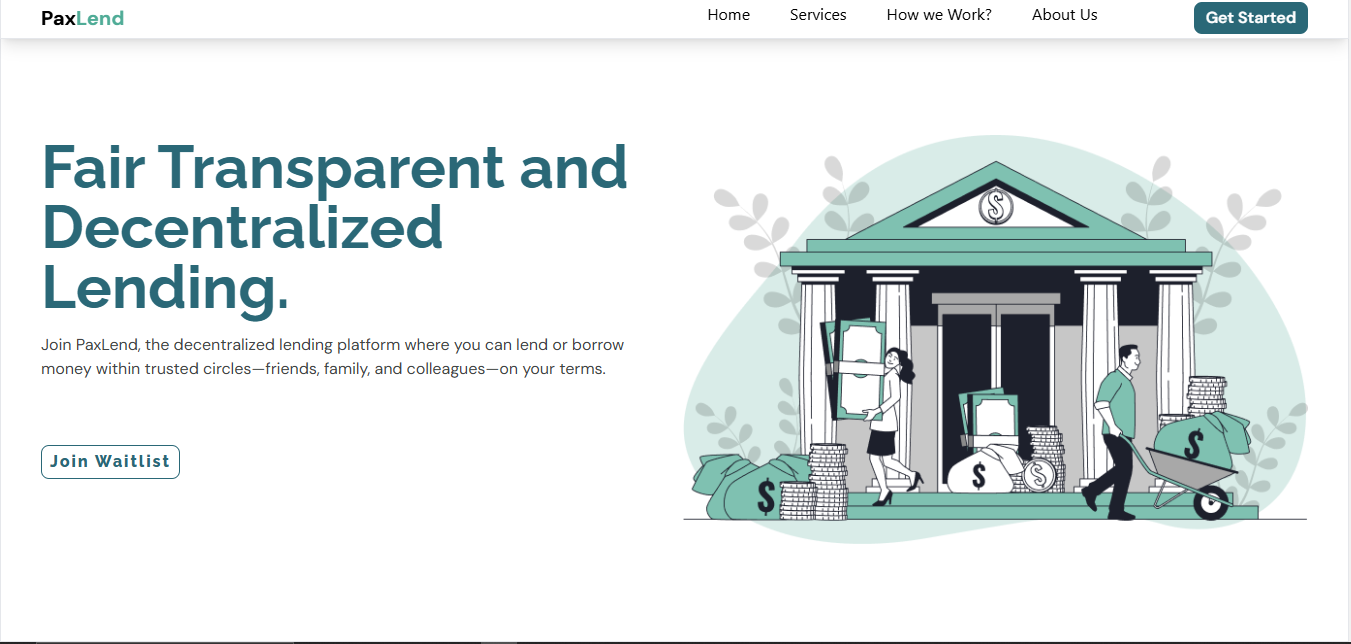 PaxLend
Home Services How we Work? About Us
Get Started
Fair Transparent and
Decentralized
Lending.
Join PaxLend, the decentralized lending platform where you can lend or borrow
money within trusted circles—friends, family, and colleagues—on your terms.
Join Waitlist
$
$
$
$
$